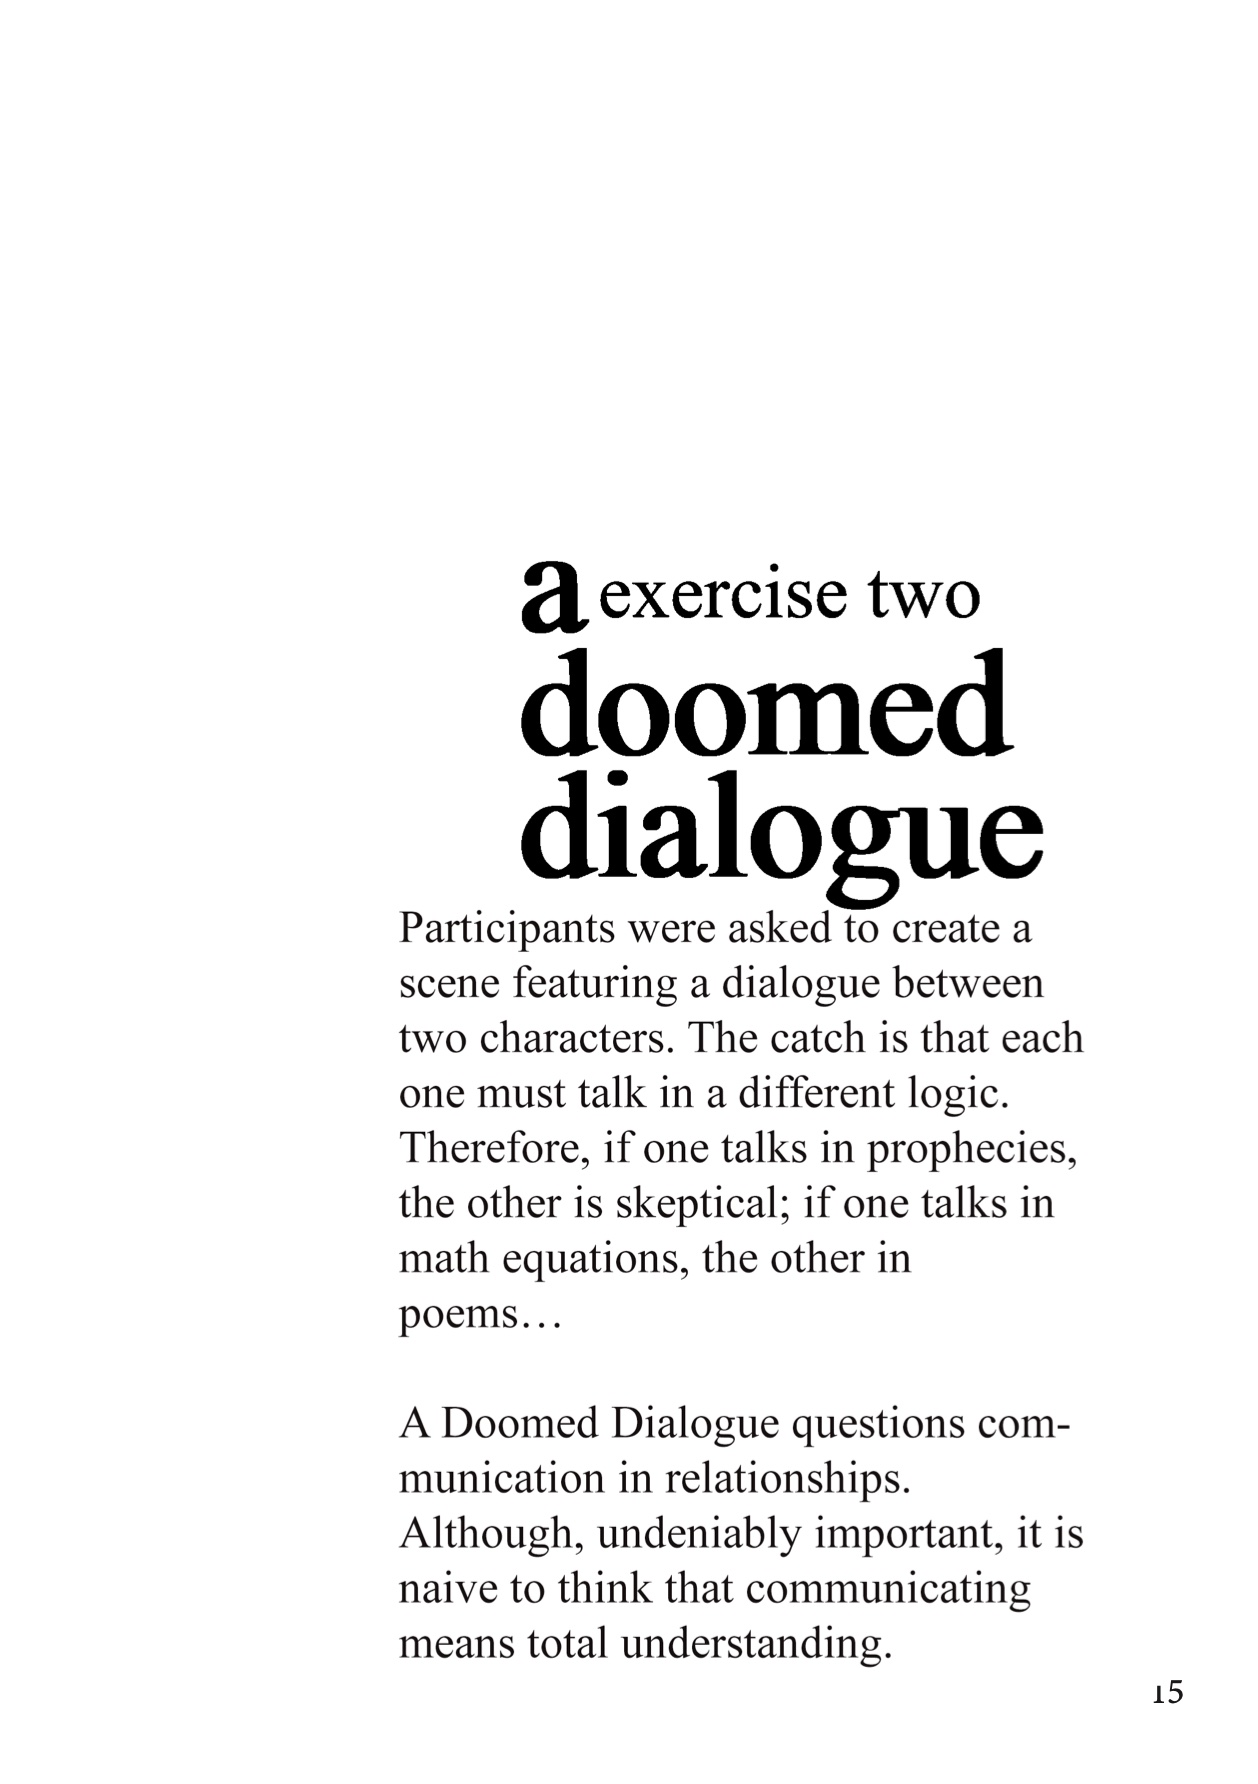 a exercise two
doomed
dialogue
Participants were asked to create a
scene featuring a dialogue between
two characters. The catch is that each
one must talk in a different logic.
Therefore, if one talks in prophecies,
the other is skeptical; if one talks in
math equations, the other in
poems…
A Doomed Dialogue questions com-
munication in relationships.
Although, undeniably important, it is
naive to think that communicating
means total understanding.
15